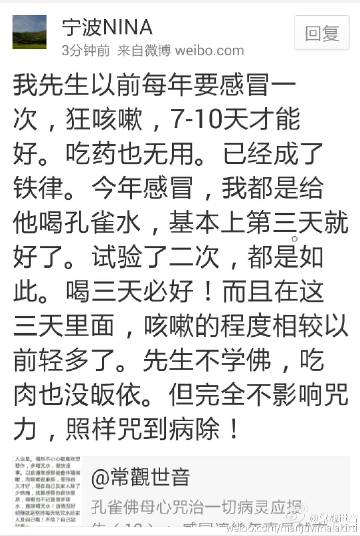 宁波NINA
回复
3分钟前 来自微博 weibo.com
我先生以前每年要感冒一
次，狂咳嗽，7-10天才能
好。吃药也无用。已经成了
铁律。今年感冒，我都是给
他喝孔雀水，基本上第三天就
好了。试验了二次，都是如
此。喝三天必好！而且在这
三天里面，咳嗽的程度相较以
前轻多了。先生不学佛，吃
肉也没皈依。但完全不影响咒
力，照样咒到病除！
@常觀世音
孔雀佛母心咒治一切病灵应报